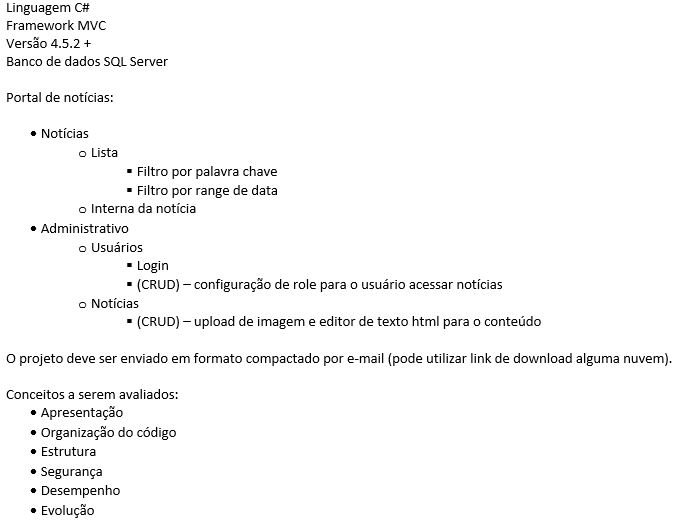 Linguagem C#
Framework MVC
Versão 4.5.2 +
Banco de dados SQL Server
Portal de notícias:
• Notícias
o Lista
▪ Filtro por palavra chave
▪ Filtro por range de data
o Interna da notícia
• Administrativo
o Usuários
▪ Login
▪ (CRUD) – configuração de role para o usuário acessar notícias
o Notícias
▪ (CRUD) – upload de imagem e editor de texto html para o conteúdo
O projeto deve ser enviado em formato compactado por e-mail (pode utilizar link de download alguma nuvem).
Conceitos a serem avaliados:
• Apresentação
• Organização do código
• Estrutura
• Segurança
• Desempenho
• Evolução